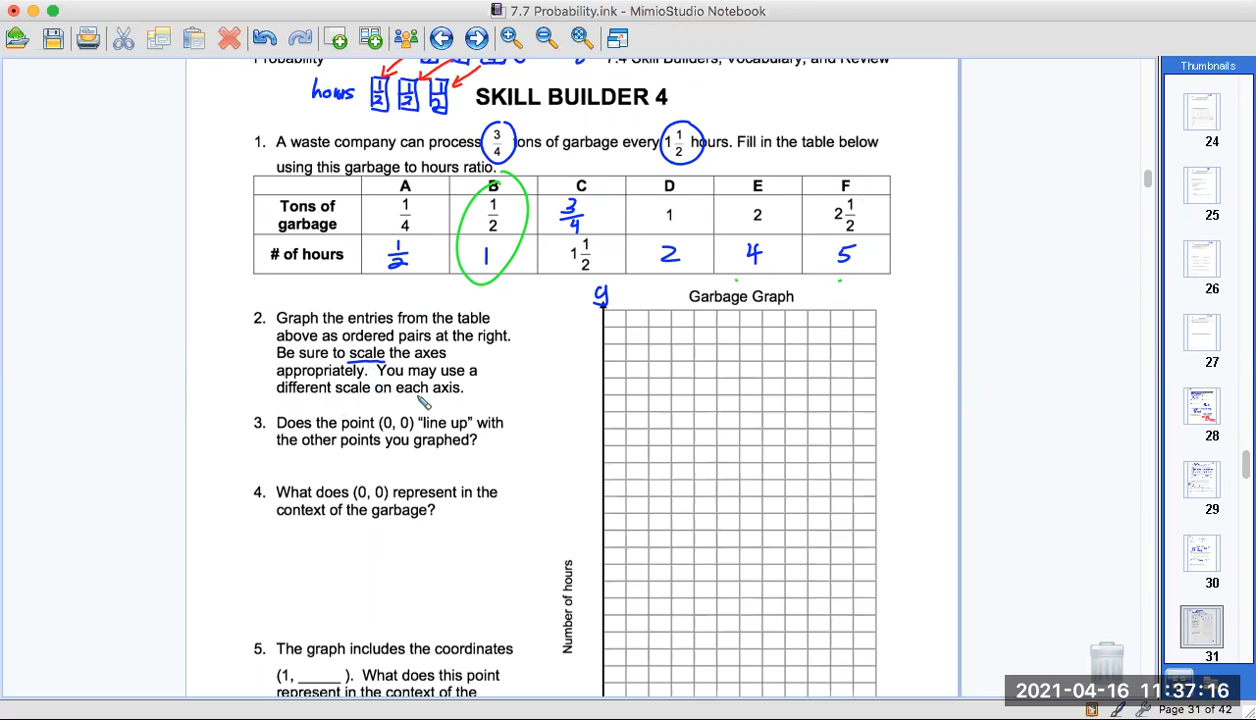 7.7 Probability.ink - MimioStudio Notebook
Probability
7.4 Skill Builders, Vocabulary, and Review
hours 1/2 1/2 1/2 SKILL BUILDER 4
1. A waste company can process 3/4 tons of garbage every 1 1/2 hours. Fill in the table below
using this garbage to hours ratio.
A B C D E F
Tons of garbage 1/4 1/2 3/4 1 2 2 1/2
# of hours 1/2 1 1 1/2 2 4 5
y Garbage Graph
2. Graph the entries from the table
above as ordered pairs at the right.
Be sure to scale the axes
appropriately. You may use a
different scale on each axis.
3. Does the point (0, 0) “line up” with
the other points you graphed?
4. What does (0, 0) represent in the
context of the garbage?
Number of hours
5. The graph includes the coordinates
(1, _____ ). What does this point
represent in the context of the
Thumbnails
24
25
26
27
28
29
30
31
2021-04-16 11:37:16
Page 31 of 42